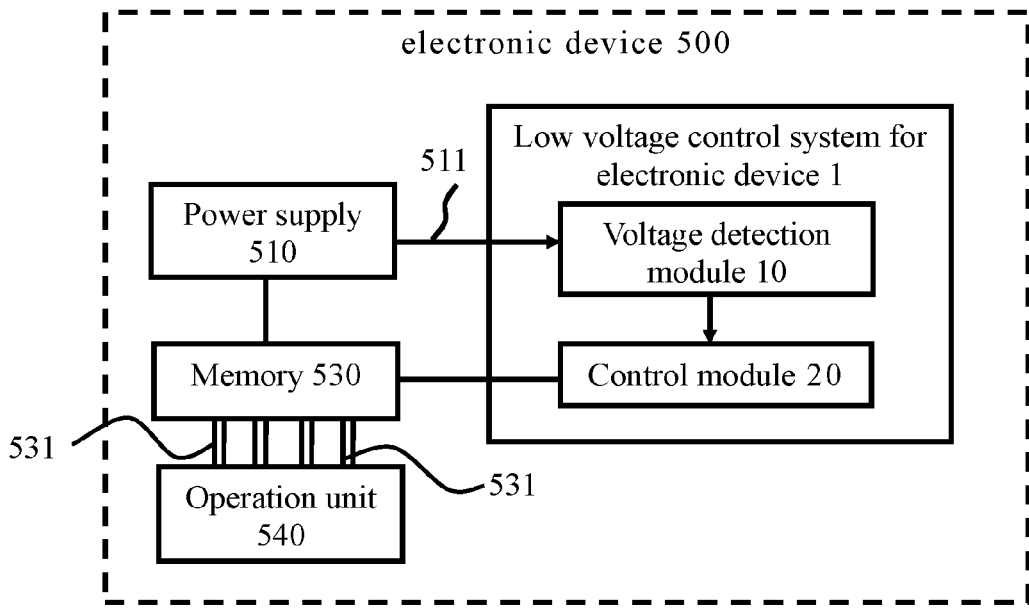 electronic device 500
Low voltage control system for
electronic device 1
511
Power supply
510
Voltage detection
module 10
Memory 530
Control module 20
531
531
Operation unit
540